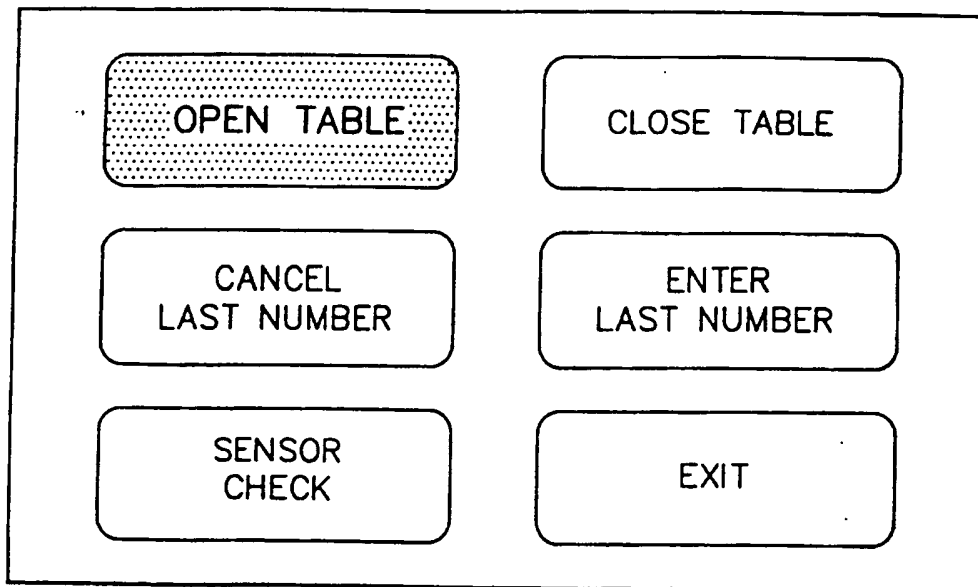 OPEN TABLE
CLOSE TABLE
CANCEL
LAST NUMBER
ENTER
LAST NUMBER
SENSOR
CHECK
EXIT